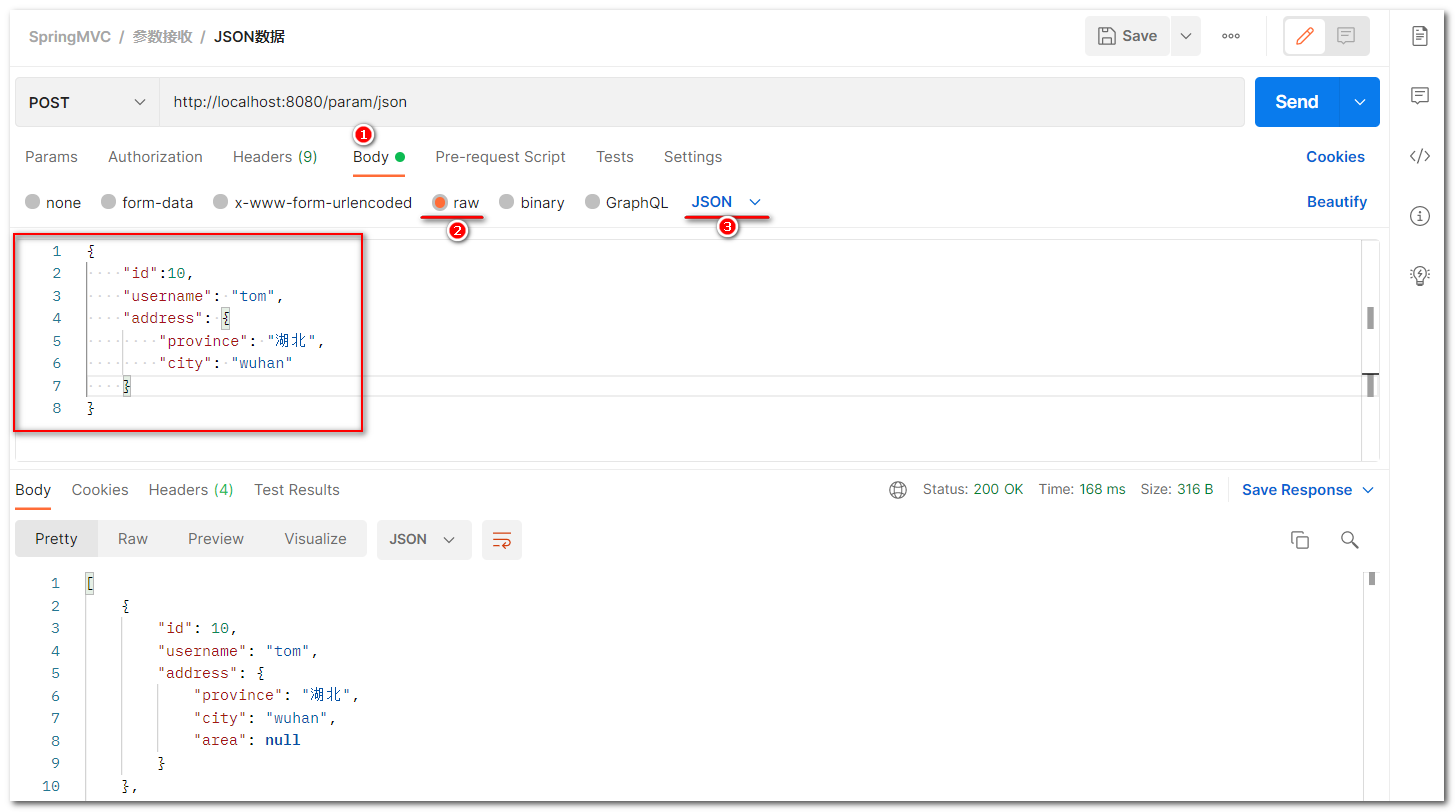 SpringMVC / 参数接收 / JSON数据 Save
POST http://localhost:8080/param/json Send
1
Params Authorization Headers (9) Body Pre-request Script Tests Settings Cookies
none form-data x-www-form-urlencoded raw binary GraphQL JSON Beautify
2 3
1 {
2 "id":10,
3 "username": "tom",
4 "address": {
5 "province": "湖北",
6 "city": "wuhan"
7 }
8 }
Body Cookies Headers (4) Test Results Status: 200 OK Time: 168 ms Size: 316 B Save Response
Pretty Raw Preview Visualize JSON
1 [
2 {
3 "id": 10,
4 "username": "tom",
5 "address": {
6 "province": "湖北",
7 "city": "wuhan",
8 "area": null
9 }
10 },